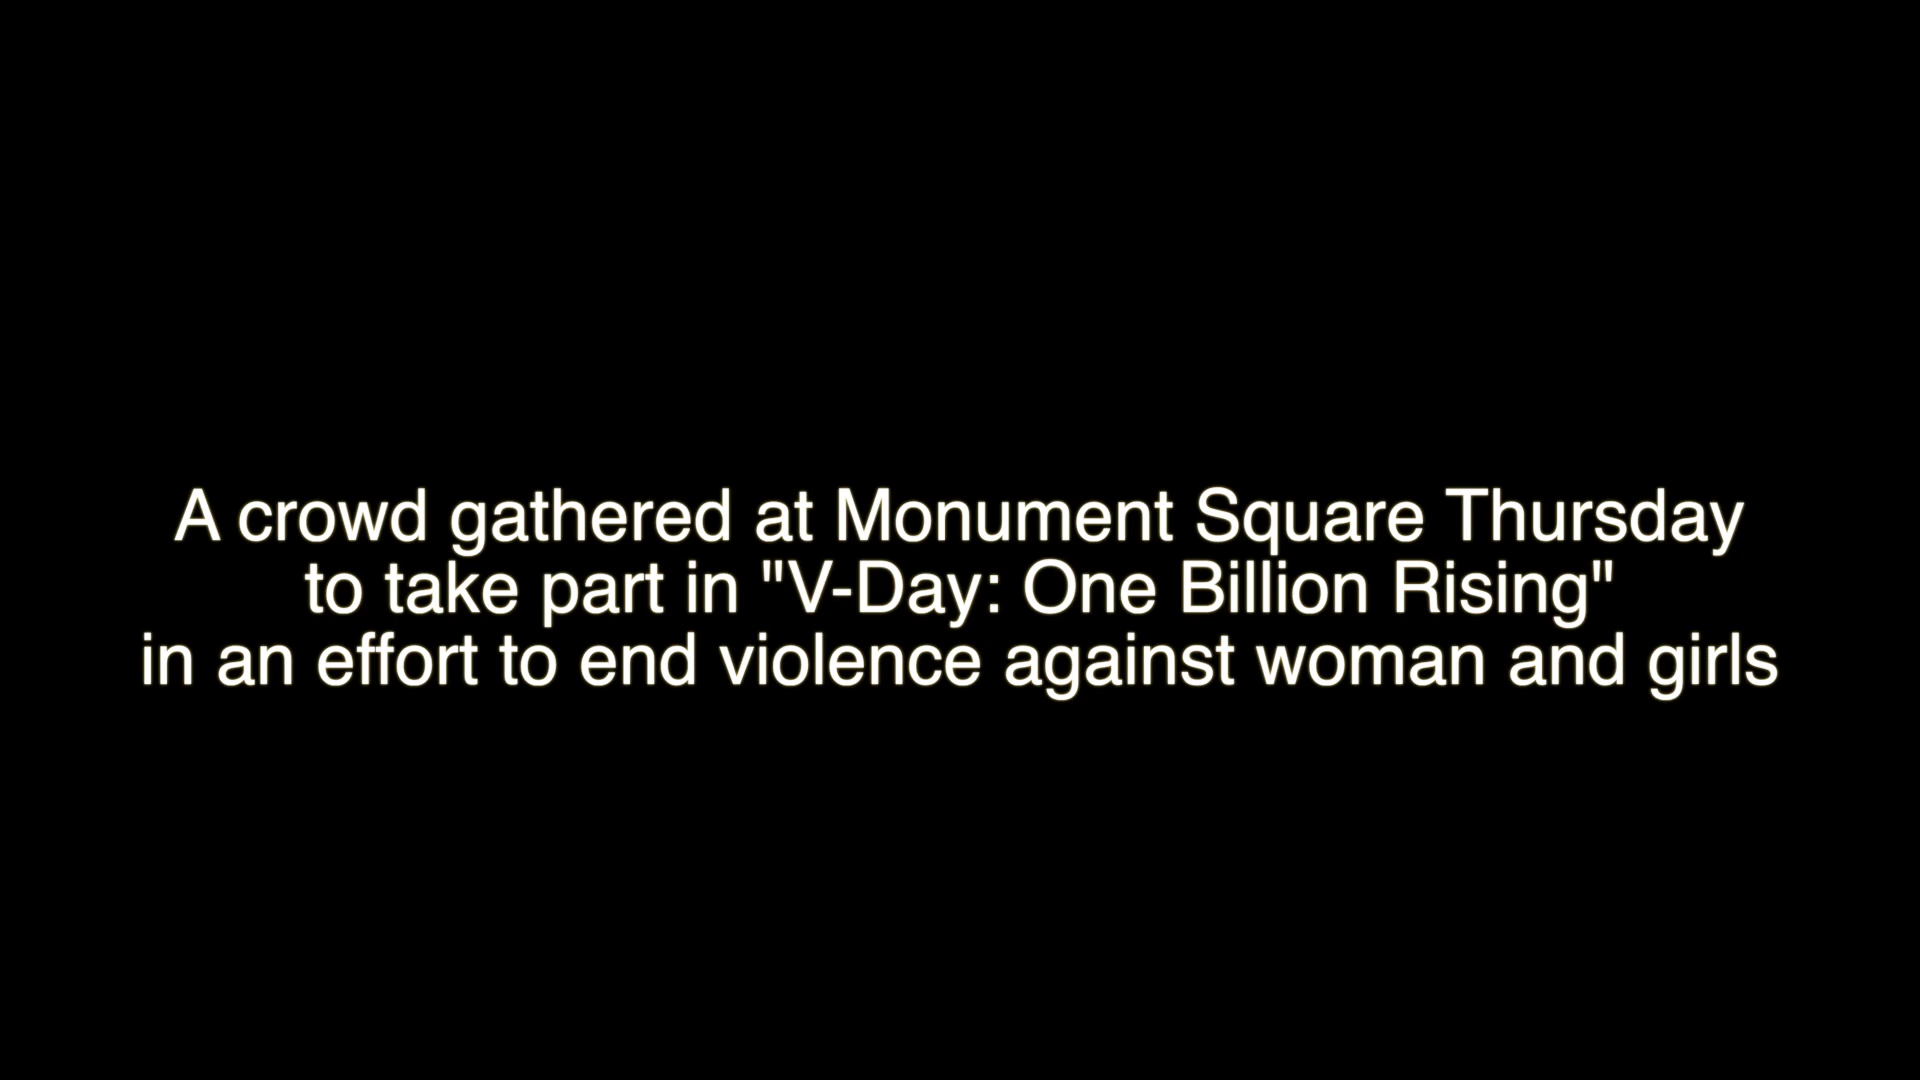 A crowd gathered at Monument Square Thursday
to take part in "V-Day: One Billion Rising"
in an effort to end violence against woman and girls